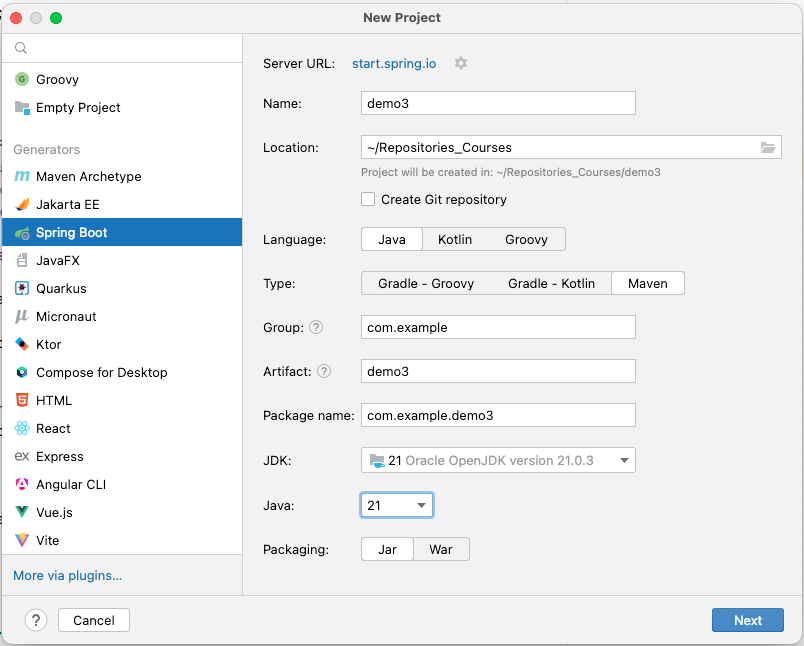 New Project
Groovy
Empty Project
Generators
Maven Archetype
Jakarta EE
Spring Boot
JavaFX
Quarkus
Micronaut
Ktor
Compose for Desktop
HTML
React
Express
Angular CLI
Vue.js
Vite
More via plugins...
Server URL: start.spring.io
Name: demo3
Location: ~/Repositories_Courses
Project will be created in: ~/Repositories_Courses/demo3
Create Git repository
Language: Java Kotlin Groovy
Type: Gradle - Groovy Gradle - Kotlin Maven
Group: ? com.example
Artifact: ? demo3
Package name: com.example.demo3
JDK: 21 Oracle OpenJDK version 21.0.3
Java: 21
Packaging: Jar War
? Cancel Next